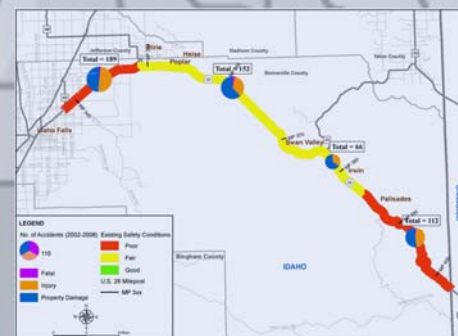 Jefferson County
Madison County
Teton County
Total = 189
Ririe
Heise
Poplar
Total = 152
Bonneville County
Idaho Falls
Swan Valley
Total = 66
Irwin
Palisades
Total = 112
Bingham County
IDAHO
LEGEND
No. of Accidents (2002-2006)
Existing Safety Conditions
110
Poor
Fair
Good
Fatal
Injury
Property Damage
U.S. 26 Milepost
MP 3xx